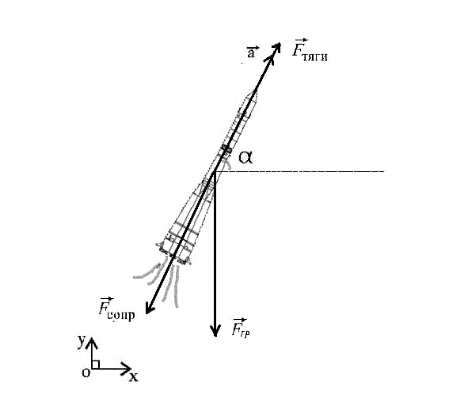 a F тяги
α
F сопр
F гр
y
o x